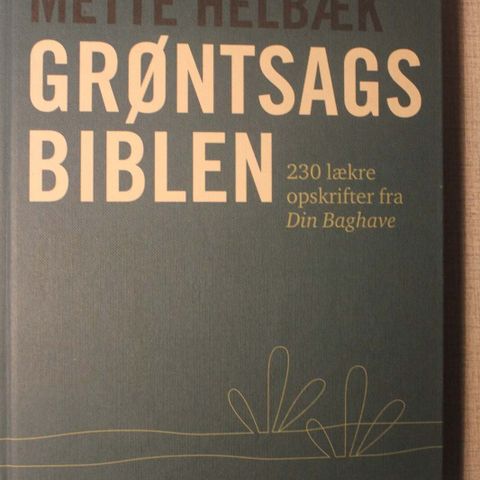 METTE HELBÆK
GRØNTSAGS
BIBLEN
230 lækre
opskrifter fra
Din Baghave